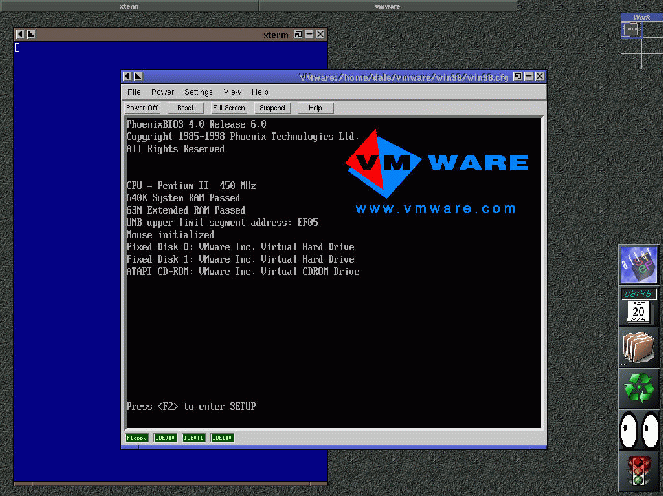 xterm
vmware
Work
xterm
VMware: /home/dale/vmware/win98/win98.cfg
File Power Settings View Help
Power Off Reset Full Screen Suspend Help
PhoenixBIOS 4.0 Release 6.0
Copyright 1985-1998 Phoenix Technologies Ltd.
All Rights Reserved
VMWARE
www.vmware.com
CPU = Pentium II 450 MHz
640K System RAM Passed
63M Extended RAM Passed
UMB upper limit segment address: EF05
Mouse initialized
Fixed Disk 0: VMware Inc. Virtual Hard Drive
Fixed Disk 1: VMware Inc. Virtual Hard Drive
ATAPI CD-ROM: VMware Inc. Virtual CDROM Drive
Press <F2> to enter SETUP
20